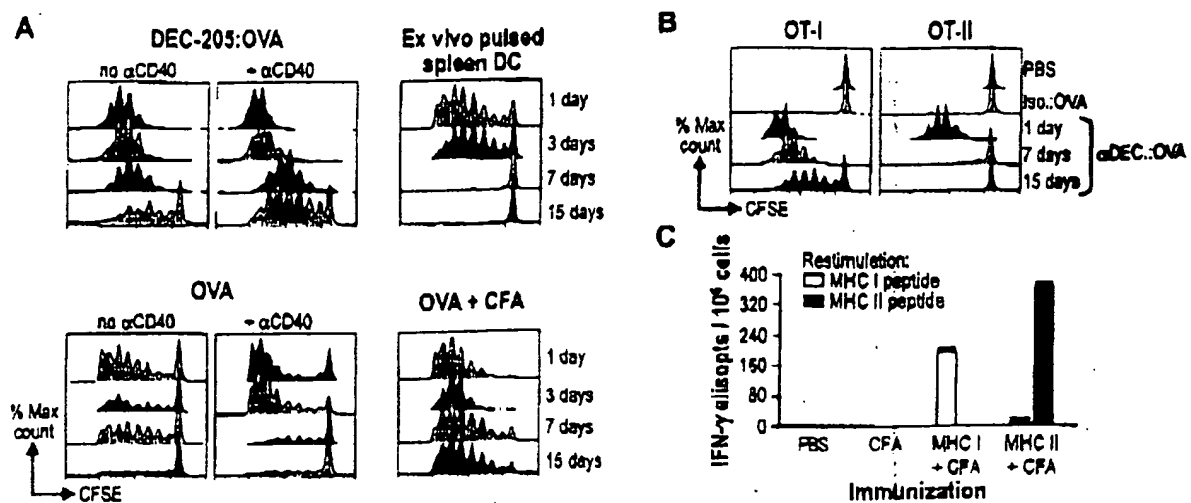 A
DEC-205:OVA
no αCD40
+ αCD40
Ex vivo pulsed
spleen DC
1 day
3 days
7 days
15 days
OVA
no αCD40
+ αCD40
OVA + CFA
1 day
3 days
7 days
15 days
% Max
count
CFSE
B
OT-I
OT-II
PBS
Iso.:OVA
1 day
7 days
15 days
αDEC.:OVA
% Max
count
CFSE
C
Restimulation:
MHC I peptide
MHC II peptide
400
320
240
160
80
0
PBS
CFA
MHC I
+ CFA
MHC II
+ CFA
Immunization